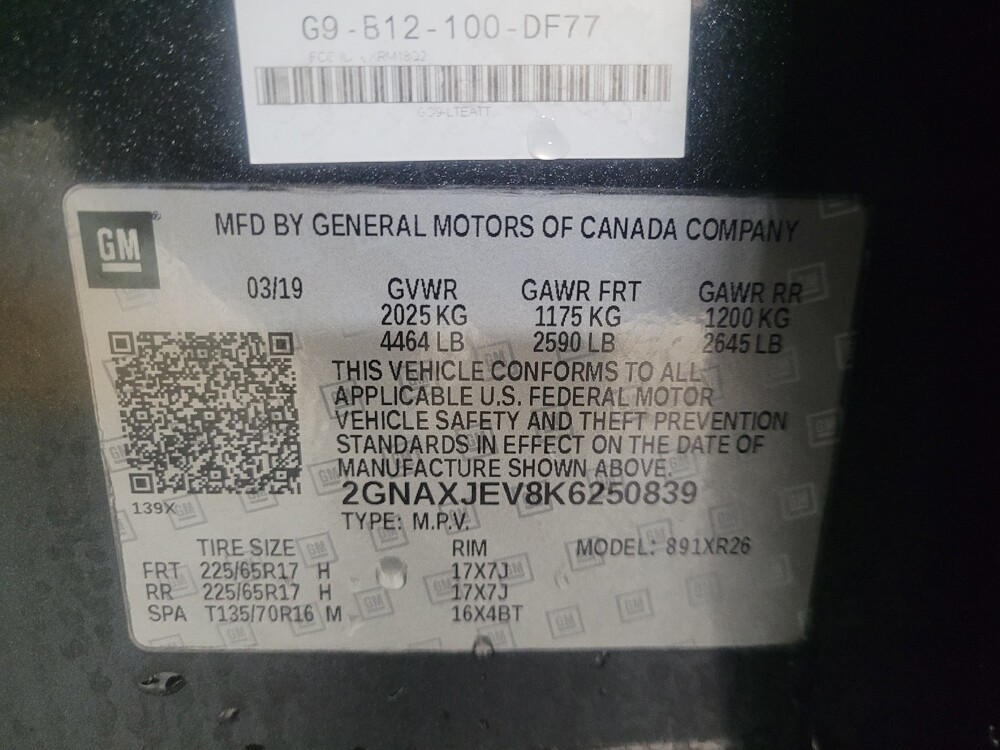 G9-B12-100-DF77
GM
MFD BY GENERAL MOTORS OF CANADA COMPANY
03/19 GVWR GAWR FRT GAWR RR
2025 KG 1175 KG 1200 KG
4464 LB 2590 LB 2645 LB
THIS VEHICLE CONFORMS TO ALL
APPLICABLE U.S. FEDERAL MOTOR
VEHICLE SAFETY AND THEFT PREVENTION
STANDARDS IN EFFECT ON THE DATE OF
MANUFACTURE SHOWN ABOVE.
2GNAXJEV8K6250839
139X
TYPE: M.P.V.
TIRE SIZE RIM MODEL: 891XR26
FRT 225/65R17 H 17X7J
RR 225/65R17 H 17X7J
SPA T135/70R16 M 16X4BT